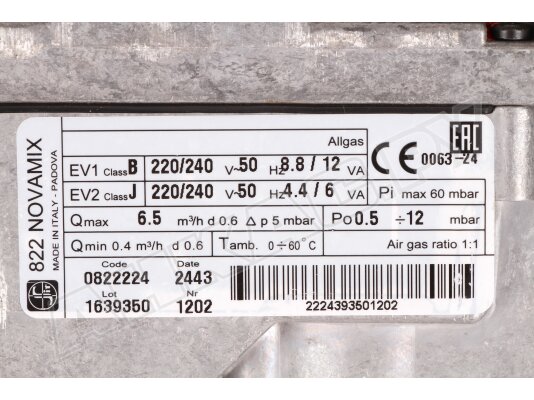 822 NOVAMIX
MADE IN ITALY - PADOVA
SIT
Allgas
EV1 Class B 220/240 V~50 Hz 8.8 / 12 VA
EV2 Class J 220/240 V~50 Hz 4.4 / 6 VA
CE 0063-24
EAC
Pi max 60 mbar
Qmax 6.5 m³/h d 0.6 Δ p 5 mbar
Po 0.5 ÷12 mbar
Qmin 0.4 m³/h d 0.6
Tamb. 0÷60°C
Air gas ratio 1:1
Code Date
0822224 2443
Lot Nr
1639350 1202
2224393501202